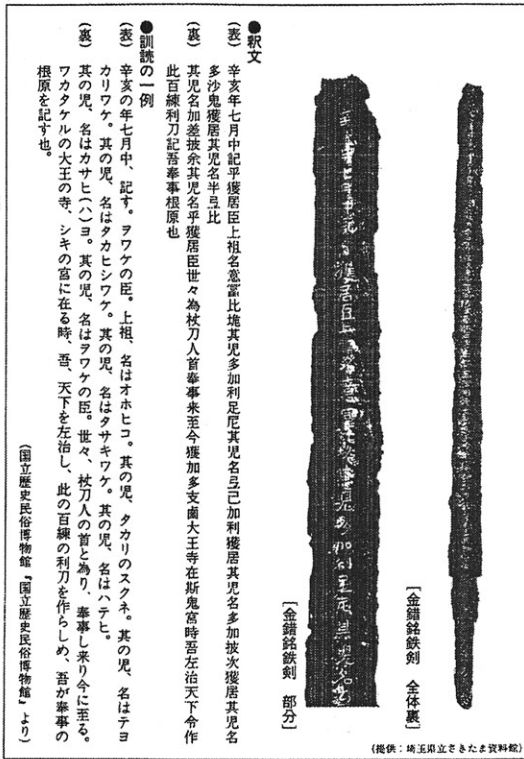 (提供：埼玉県立さきたま資料館)
[金錯銘鉄剣　全体裏]
[金錯銘鉄剣　部分]
●釈文
(表)　辛亥年七月中記乎獲居臣上祖名意冨比垝其児多加利足尼其児名弖已加利獲居其児名多加披次獲居其児名
多沙鬼獲居其児名半弖比
(裏)　其児名加差披余其児名乎獲居臣世々為杖刀人首奉事来至今獲加多支鹵大王寺在斯鬼宮時吾左治天下令作
此百練利刀記吾奉事根原也
●訓読の一例
(表)　辛亥の年七月中、記す。ヲワケの臣。上祖、名はオホヒコ。其の児、タカリのスクネ。其の児、名はテヨ
カリワケ。其の児、名はタカヒシワケ。其の児、名はタサキワケ。其の児、名はハテヒ。
(裏)　其の児、名はカサヒ(ハ)ヨ。其の児、名はヲワケの臣。世々、杖刀人の首と為り、奉事し来り今に至る。
ワカタケルの大王の寺、シキの宮に在る時、吾、天下を左治し、此の百練の利刀を作らしめ、吾が奉事の
根原を記す也。
(国立歴史民俗博物館『国立歴史民俗博物館』より)